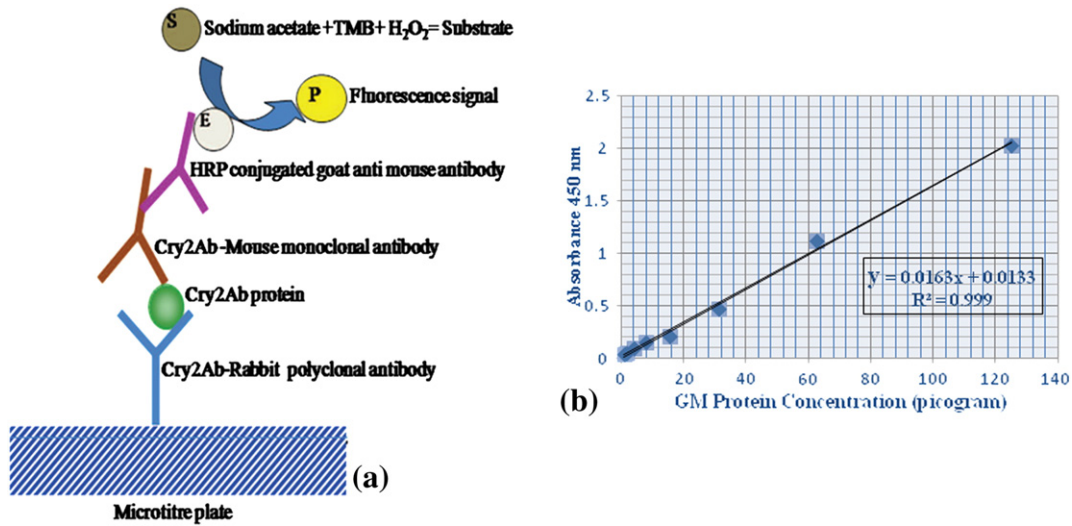 S
Sodium acetate +TMB+ H₂O₂= Substrate
P
Fluorescence signal
E
HRP conjugated goat anti mouse antibody
Cry2Ab -Mouse monoclonal antibody
Cry2Ab protein
Cry2Ab-Rabbit polyclonal antibody
Microtitre plate
(a)
2.5
2
1.5
1
0.5
0
Absorbance 450 nm
y = 0.0163x + 0.0133
R² = 0.999
0 20 40 60 80 100 120 140
GM Protein Concentration (picogram)
(b)